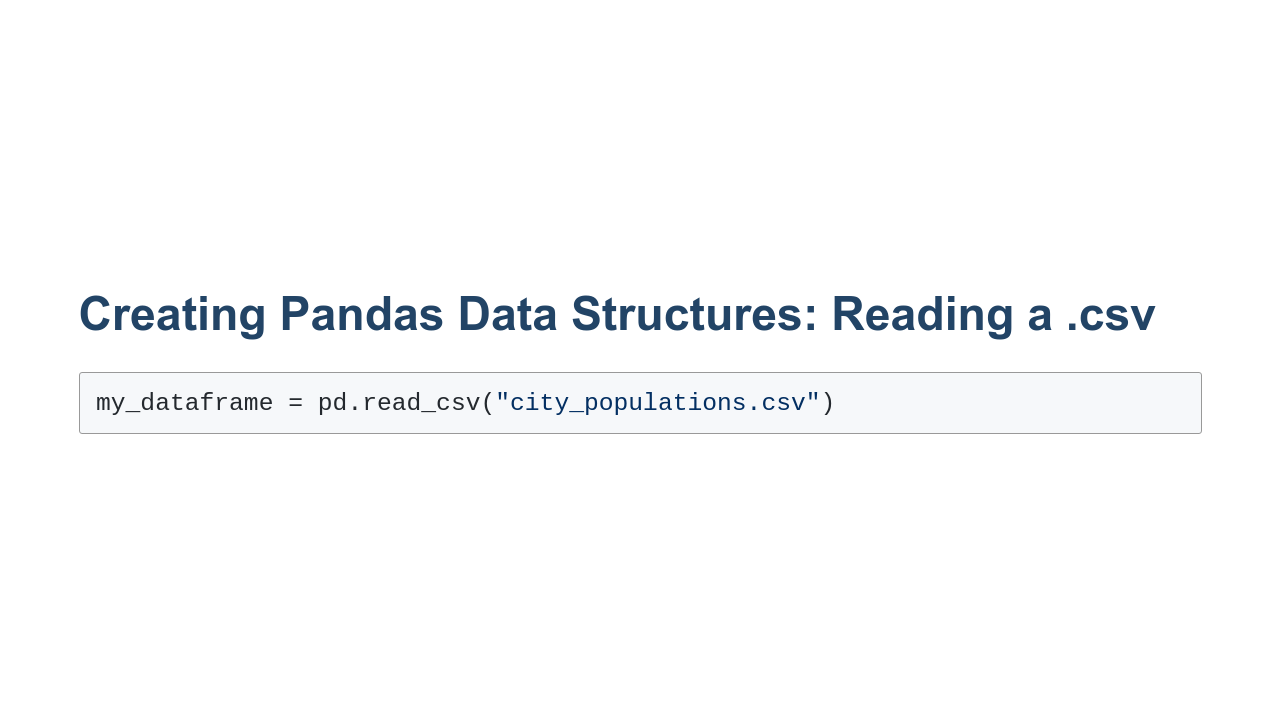 Creating Pandas Data Structures: Reading a .csv
my_dataframe = pd.read_csv("city_populations.csv")